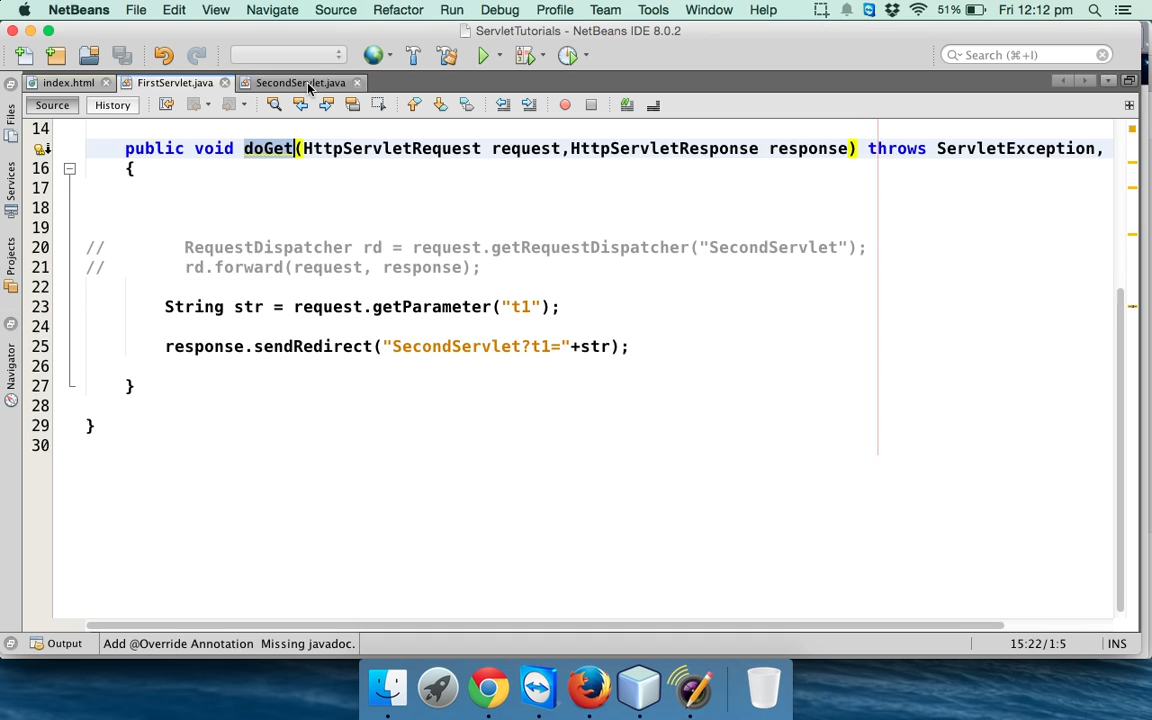 NetBeans File Edit View Navigate Source Refactor Run Debug Profile Team Tools Window Help 51% Fri 12:12 pm
ServletTutorials - NetBeans IDE 8.0.2
Search (⌘+I)
index.html FirstServlet.java SecondServlet.java
Source History
Files
Services
Projects
Navigator
14
public void doGet(HttpServletRequest request,HttpServletResponse response) throws ServletException,
16 {
17
18
19
20 // RequestDispatcher rd = request.getRequestDispatcher("SecondServlet");
21 // rd.forward(request, response);
22
23 String str = request.getParameter("t1");
24
25 response.sendRedirect("SecondServlet?t1="+str);
26
27 }
28
29 }
30
Output Add @Override Annotation Missing javadoc. 15:22/1:5 INS